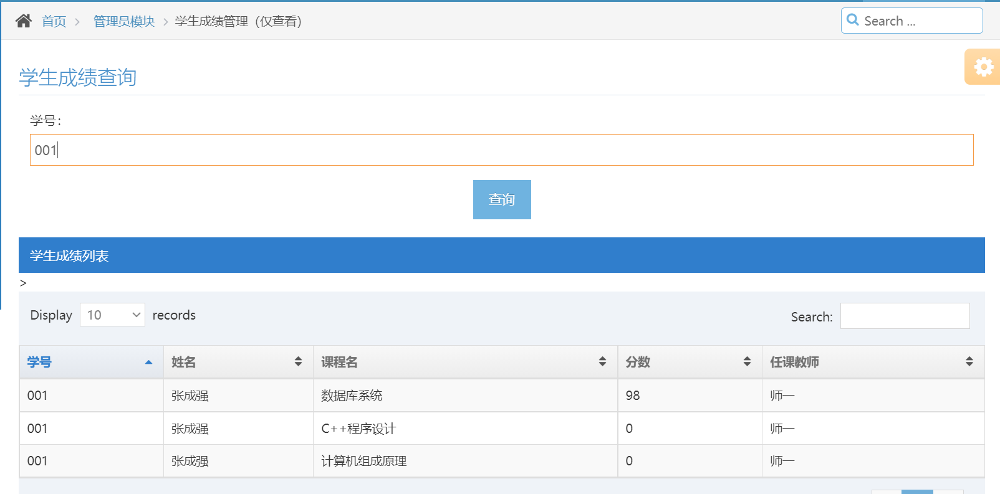 首页 > 管理员模块 > 学生成绩管理（仅查看）
Search ...
学生成绩查询
学号：
001
查询
学生成绩列表
>
Display 10 records
Search:
学号 姓名 课程名 分数 任课教师
001 张成强 数据库系统 98 师一
001 张成强 C++程序设计 0 师一
001 张成强 计算机组成原理 0 师一